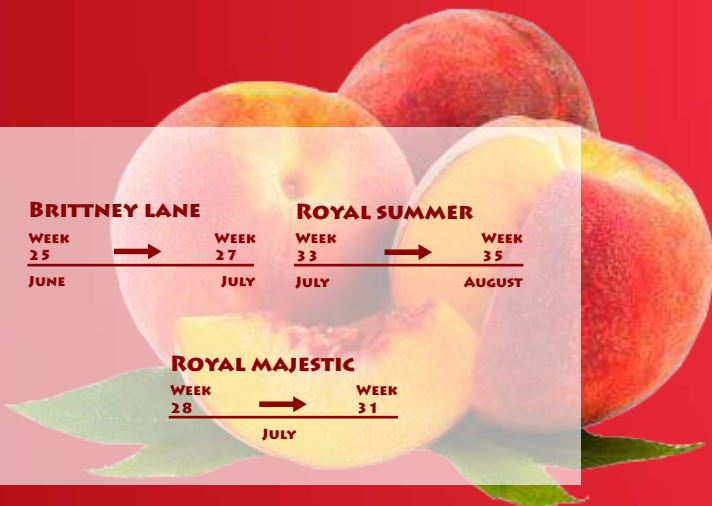 Brittney lane
Week Week
25 27
June July
Royal summer
Week Week
33 35
July August
Royal majestic
Week Week
28 31
July